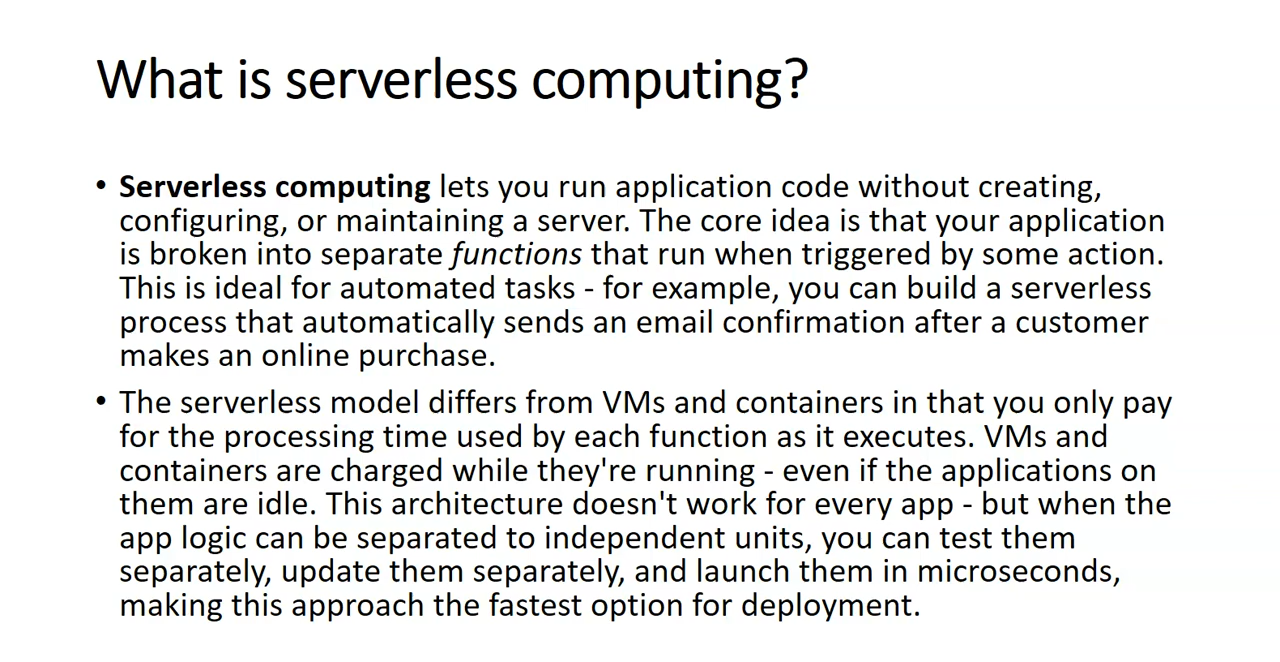 What is serverless computing?
• Serverless computing lets you run application code without creating,
configuring, or maintaining a server. The core idea is that your application
is broken into separate functions that run when triggered by some action.
This is ideal for automated tasks - for example, you can build a serverless
process that automatically sends an email confirmation after a customer
makes an online purchase.
• The serverless model differs from VMs and containers in that you only pay
for the processing time used by each function as it executes. VMs and
containers are charged while they're running - even if the applications on
them are idle. This architecture doesn't work for every app - but when the
app logic can be separated to independent units, you can test them
separately, update them separately, and launch them in microseconds,
making this approach the fastest option for deployment.